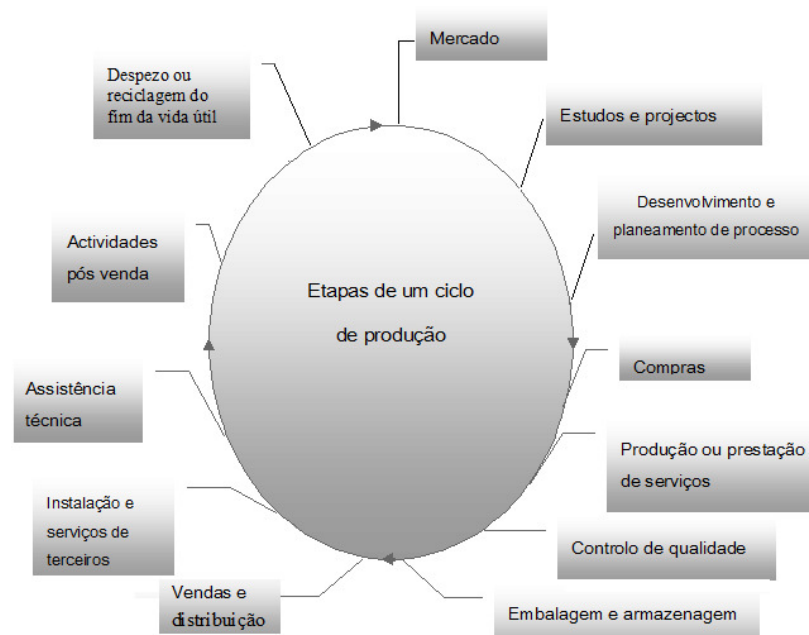 Mercado
Estudos e projectos
Desenvolvimento e
planeamento de processo
Compras
Produção ou prestação
de serviços
Controlo de qualidade
Embalagem e armazenagem
Vendas e
distribuição
Instalação e
serviços de
terceiros
Assistência
técnica
Actividades
pós venda
Despezo ou
reciclagem do
fim da vida útil
Etapas de um ciclo
de produção